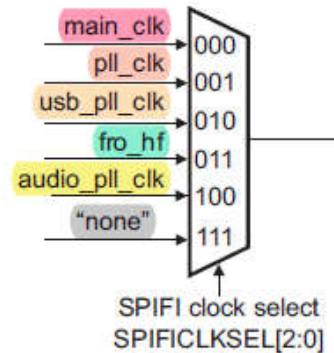 main_clk
000
pll_clk
001
usb_pll_clk
010
fro_hf
011
audio_pll_clk
100
“none”
111
SPIFI clock select
SPIFICLKSEL[2:0]